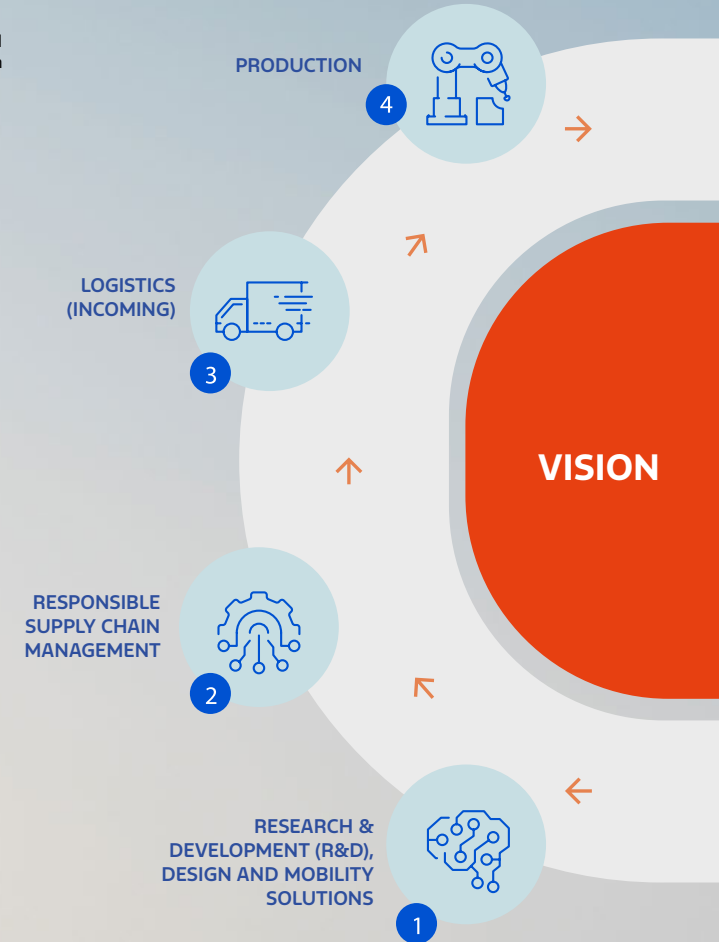 PRODUCTION
4
LOGISTICS
(INCOMING)
3
VISION
RESPONSIBLE
SUPPLY CHAIN
MANAGEMENT
2
RESEARCH &
DEVELOPMENT (R&D),
DESIGN AND MOBILITY
SOLUTIONS
1